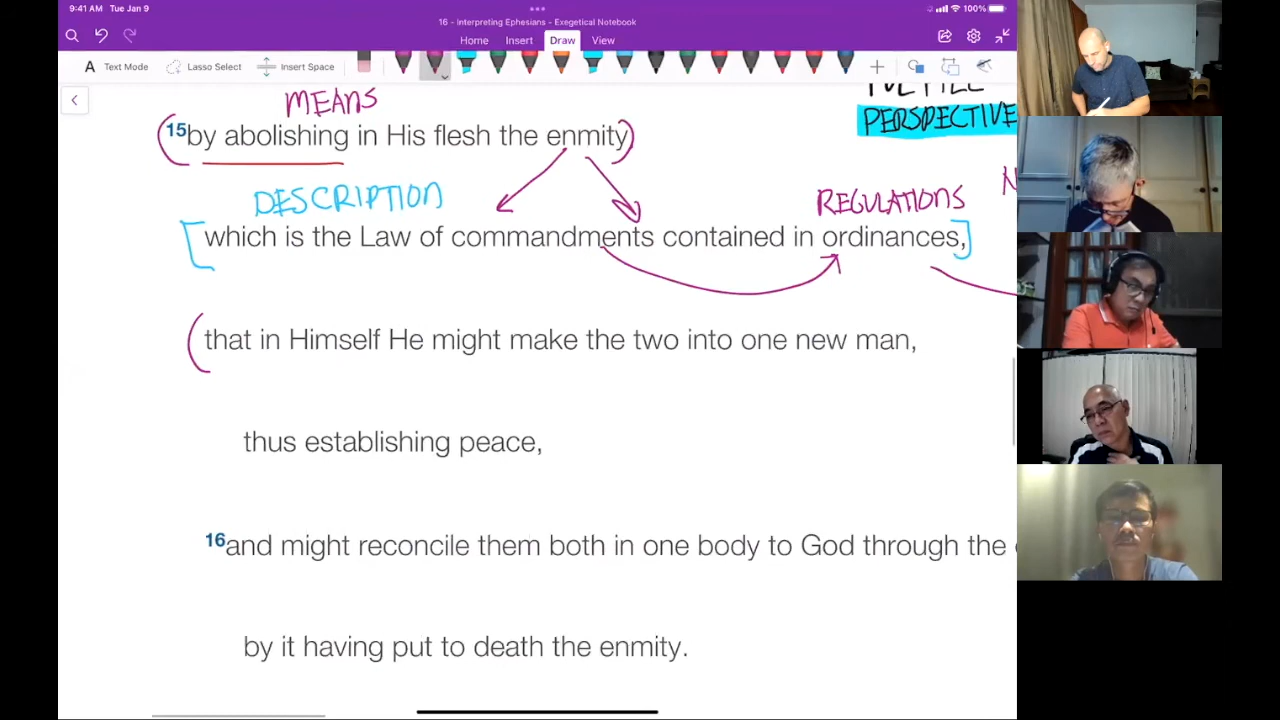 9:41 AM Tue Jan 9
100%
16 - Interpreting Ephesians - Exegetical Notebook
Home Insert Draw View
Text Mode Lasso Select Insert Space
MEANS
PERSPECTIVE
15by abolishing in His flesh the enmity
DESCRIPTION
REGULATIONS
which is the Law of commandments contained in ordinances,
that in Himself He might make the two into one new man,
thus establishing peace,
16and might reconcile them both in one body to God through the
by it having put to death the enmity.